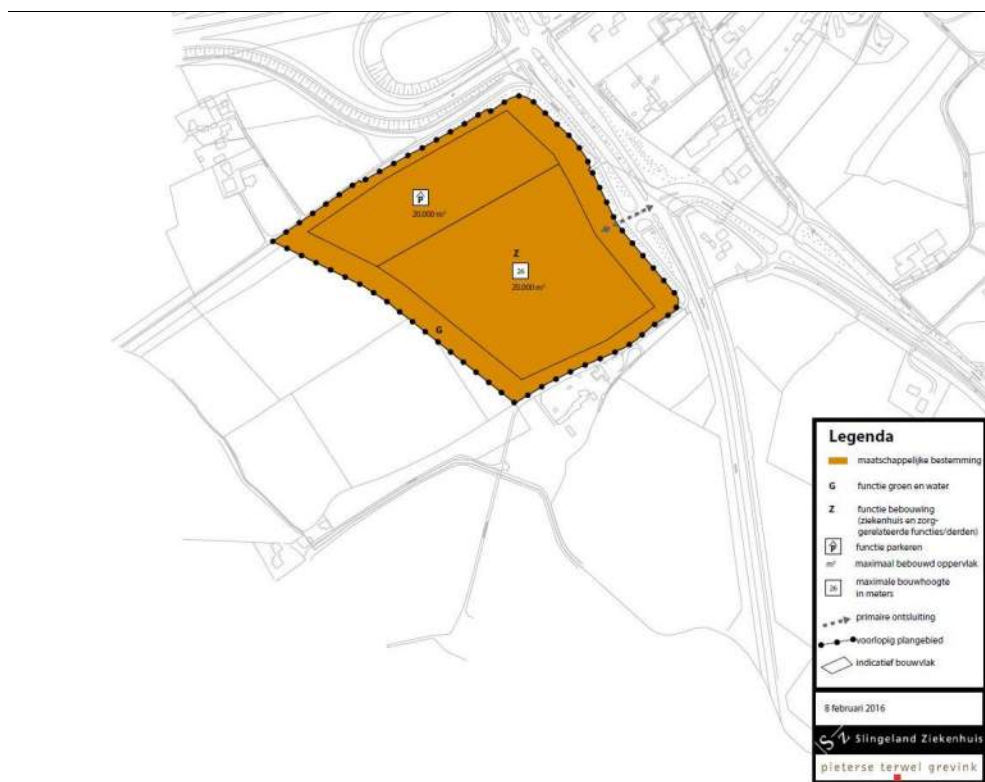 P
20.000 m²
Z
26
20.000 m²
G
Legenda
maatschappelijke bestemming
G functie groen en water
Z functie bebouwing
(ziekenhuis en zorg-
gerelateerde functies/derden)
P functie parkeren
m² maximaal bebouwd oppervlak
26 maximale bouwhoogte
in meters
primaire ontsluiting
voorlopig plangebied
indicatief bouwvlak
8 februari 2016
SZ Slingeland Ziekenhuis
pieterse terwel grevink